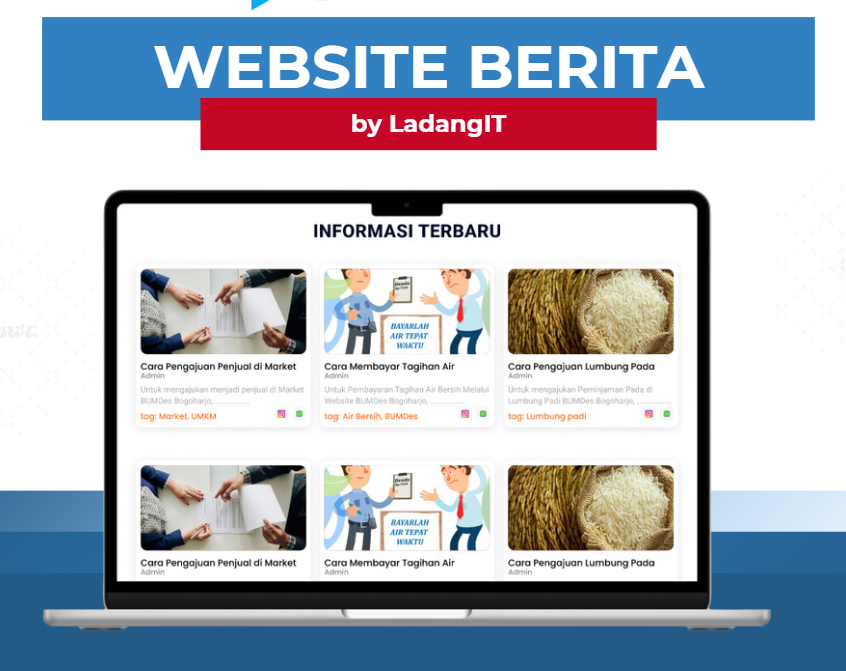 WEBSITE BERITA
by LadangIT
INFORMASI TERBARU
BAYARLAH
AIR TEPAT
WAKTU
Cara Pengajuan Penjual di Market
Admin
Untuk mengajukan menjadi penjual di Market
BUMDes Bogoharjo, ...............
tag: Market, UMKM
Cara Membayar Tagihan Air
Admin
Untuk Pembayaran Tagihan Air Bersih Melalui
Website BUMDes Bogoharjo, ...............
tag: Air Bersih, BUMDes
Cara Pengajuan Lumbung Pada
Admin
Untuk mengajukan Peminjaman Pada di
Lumbung Padi BUMDes Bogoharjo, ...............
tag: Lumbung padi
BAYARLAH
AIR TEPAT
WAKTU
Cara Pengajuan Penjual di Market
Admin
Cara Membayar Tagihan Air
Admin
Cara Pengajuan Lumbung Pada
Admin